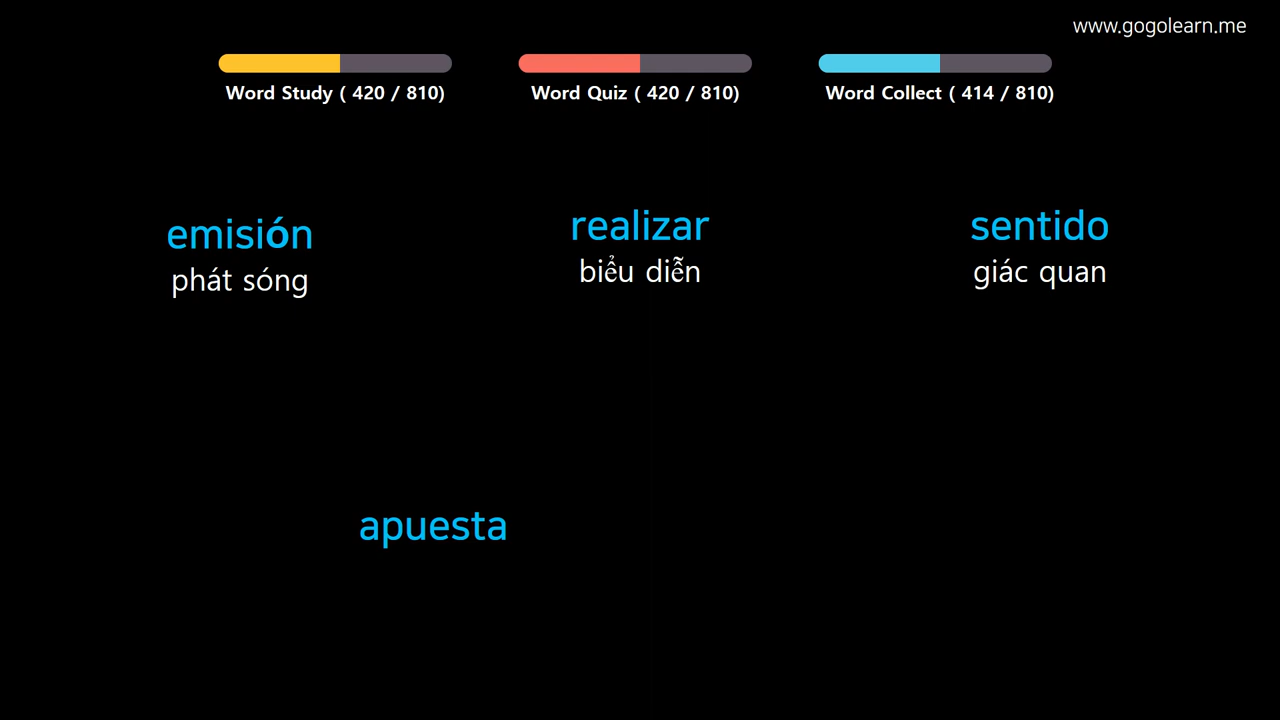 www.gogolearn.me
Word Study ( 420 / 810)
Word Quiz ( 420 / 810)
Word Collect ( 414 / 810)
emisión
phát sóng
realizar
biểu diễn
sentido
giác quan
apuesta